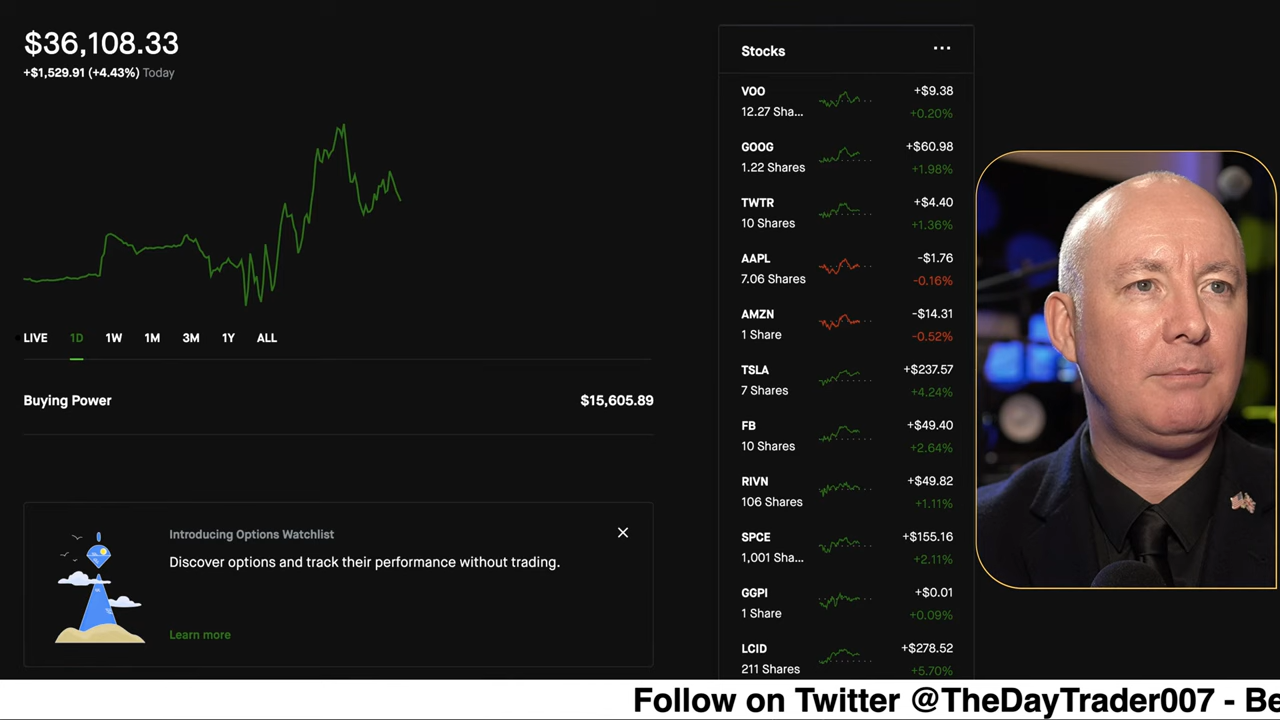 $36,108.33
+$1,529.91 (+4.43%) Today
LIVE 1D 1W 1M 3M 1Y ALL
Buying Power $15,605.89
Introducing Options Watchlist
Discover options and track their performance without trading.
Learn more
Stocks
VOO +$9.38
12.27 Sha... +0.20%
GOOG +$60.98
1.22 Shares +1.98%
TWTR +$4.40
10 Shares +1.36%
AAPL -$1.76
7.06 Shares -0.16%
AMZN -$14.31
1 Share -0.52%
TSLA +$237.57
7 Shares +4.24%
FB +$49.40
10 Shares +2.64%
RIVN +$49.82
106 Shares +1.11%
SPCE +$155.16
1,001 Sha... +2.11%
GGPI +$0.01
1 Share +0.09%
LCID +$278.52
211 Shares +5.70%
Follow on Twitter @TheDayTrader007 - Be